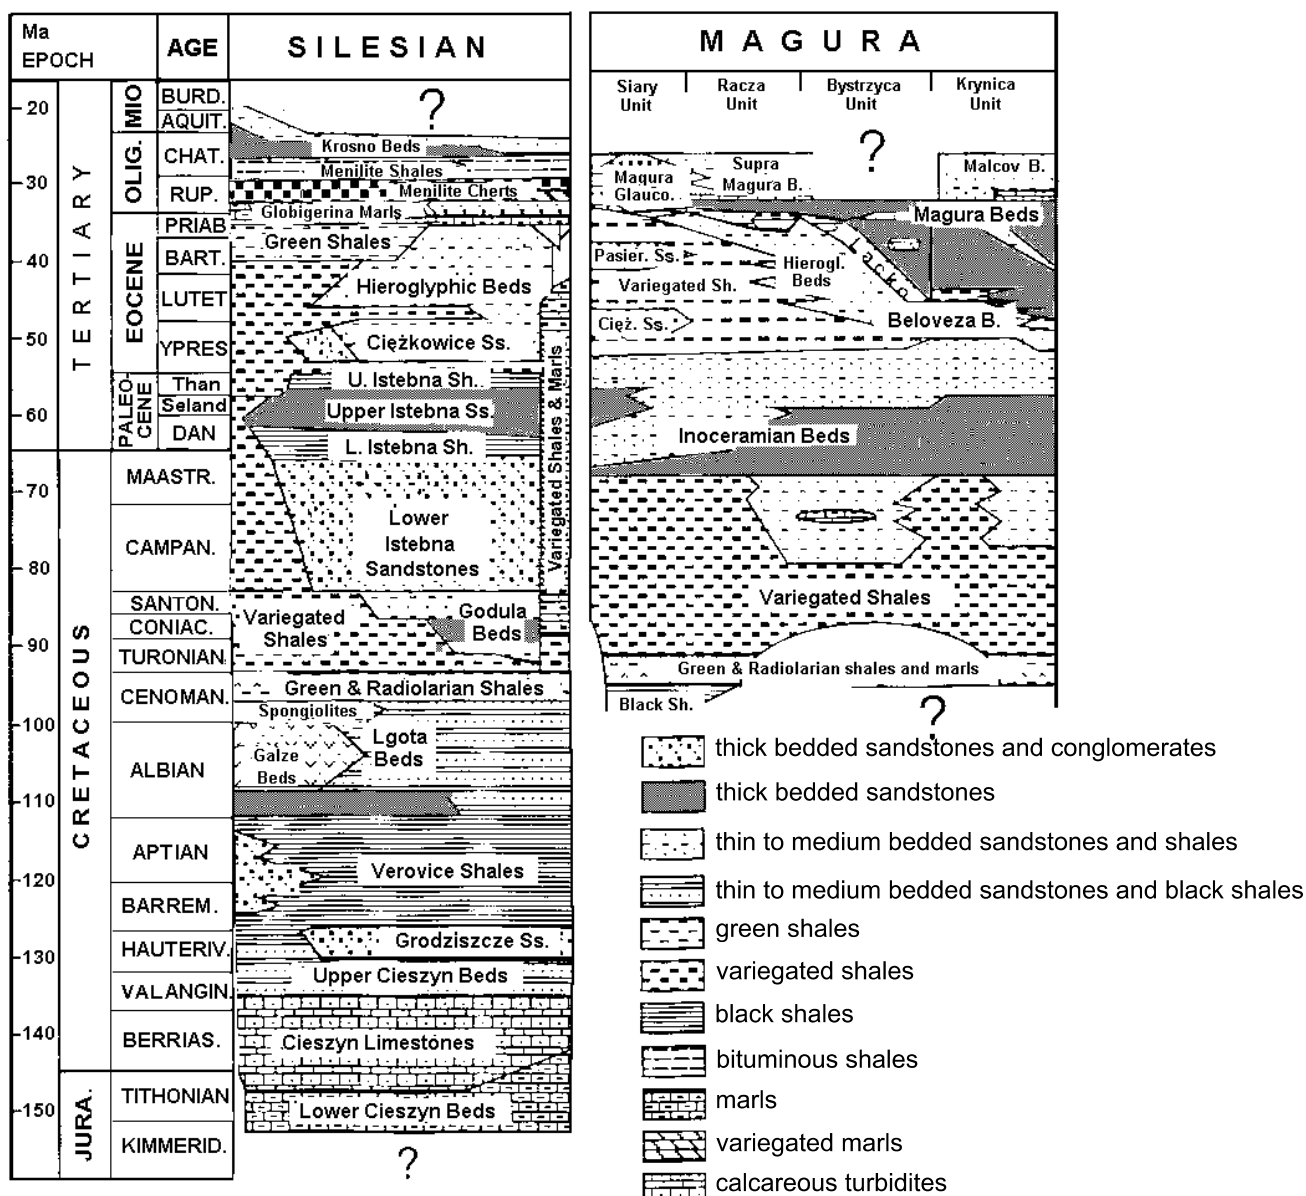 Ma
EPOCH
AGE
SILESIAN
MAGURA
Siary
Unit
Racza
Unit
Bystrzyca
Unit
Krynica
Unit
20
30
40
50
60
70
80
90
100
110
120
130
140
150
TERTIARY
CRETACEOUS
JURA.
MIO
OLIG.
EOCENE
PALEO-
CENE
BURD.
AQUIT.
CHAT.
RUP.
PRIAB
BART.
LUTET
YPRES
Than
Seland
DAN
MAASTR.
CAMPAN.
SANTON.
CONIAC.
TURONIAN
CENOMAN.
ALBIAN
APTIAN
BARREM.
HAUTERIV.
VALANGIN.
BERRIAS.
TITHONIAN
KIMMERID.
?
Krosno Beds
Menilite Shales
Menilite Cherts
Globigerina Marls
Green Shales
Hieroglyphic Beds
Ciężkowice Ss.
U. Istebna Sh..
Upper Istebna Ss.
L. Istebna Sh.
Lower
Istebna
Sandstones
Variegated Shales & Marls
Variegated
Shales
Godula
Beds
Green & Radiolarian Shales
Spongiolites
Lgota
Beds
Galze
Beds
Verovice Shales
Grodziszcze Ss.
Upper Cieszyn Beds
Cieszyn Limestones
Lower Cieszyn Beds
?
?
Magura
Glauco.
Supra
Magura B.
Malcov B.
Magura Beds
Pasier. Ss.
Variegated Sh.
Hierogl.
Beds
Łącko
Cięż. Ss.
Beloveza B.
Inoceramian Beds
Variegated Shales
Green & Radiolarian shales and marls
Black Sh.
?
thick bedded sandstones and conglomerates
thick bedded sandstones
thin to medium bedded sandstones and shales
thin to medium bedded sandstones and black shales
green shales
variegated shales
black shales
bituminous shales
marls
variegated marls
calcareous turbidites